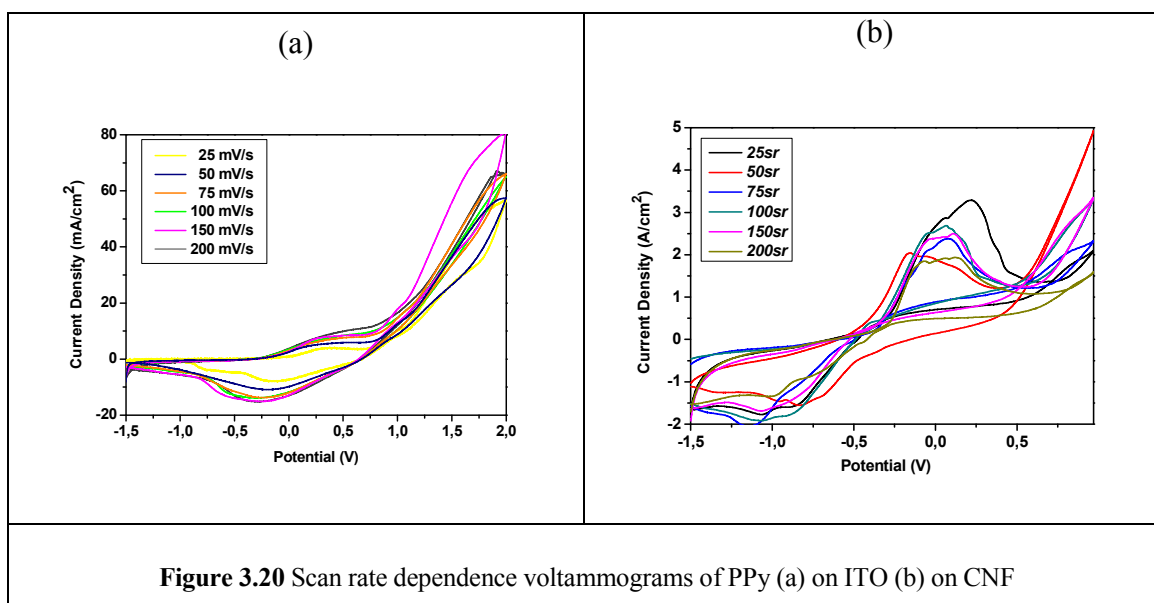 (a)
(b)
80
60
40
20
0
-20
Current Density (mA/cm²)
25 mV/s
50 mV/s
75 mV/s
100 mV/s
150 mV/s
200 mV/s
-1,5 -1,0 -0,5 0,0 0,5 1,0 1,5 2,0
Potential (V)
5
4
3
2
1
0
-1
-2
Current Density (A/cm²)
25sr
50sr
75sr
100sr
150sr
200sr
-1,5 -1,0 -0,5 0,0 0,5
Potential (V)
Figure 3.20 Scan rate dependence voltammograms of PPy (a) on ITO (b) on CNF